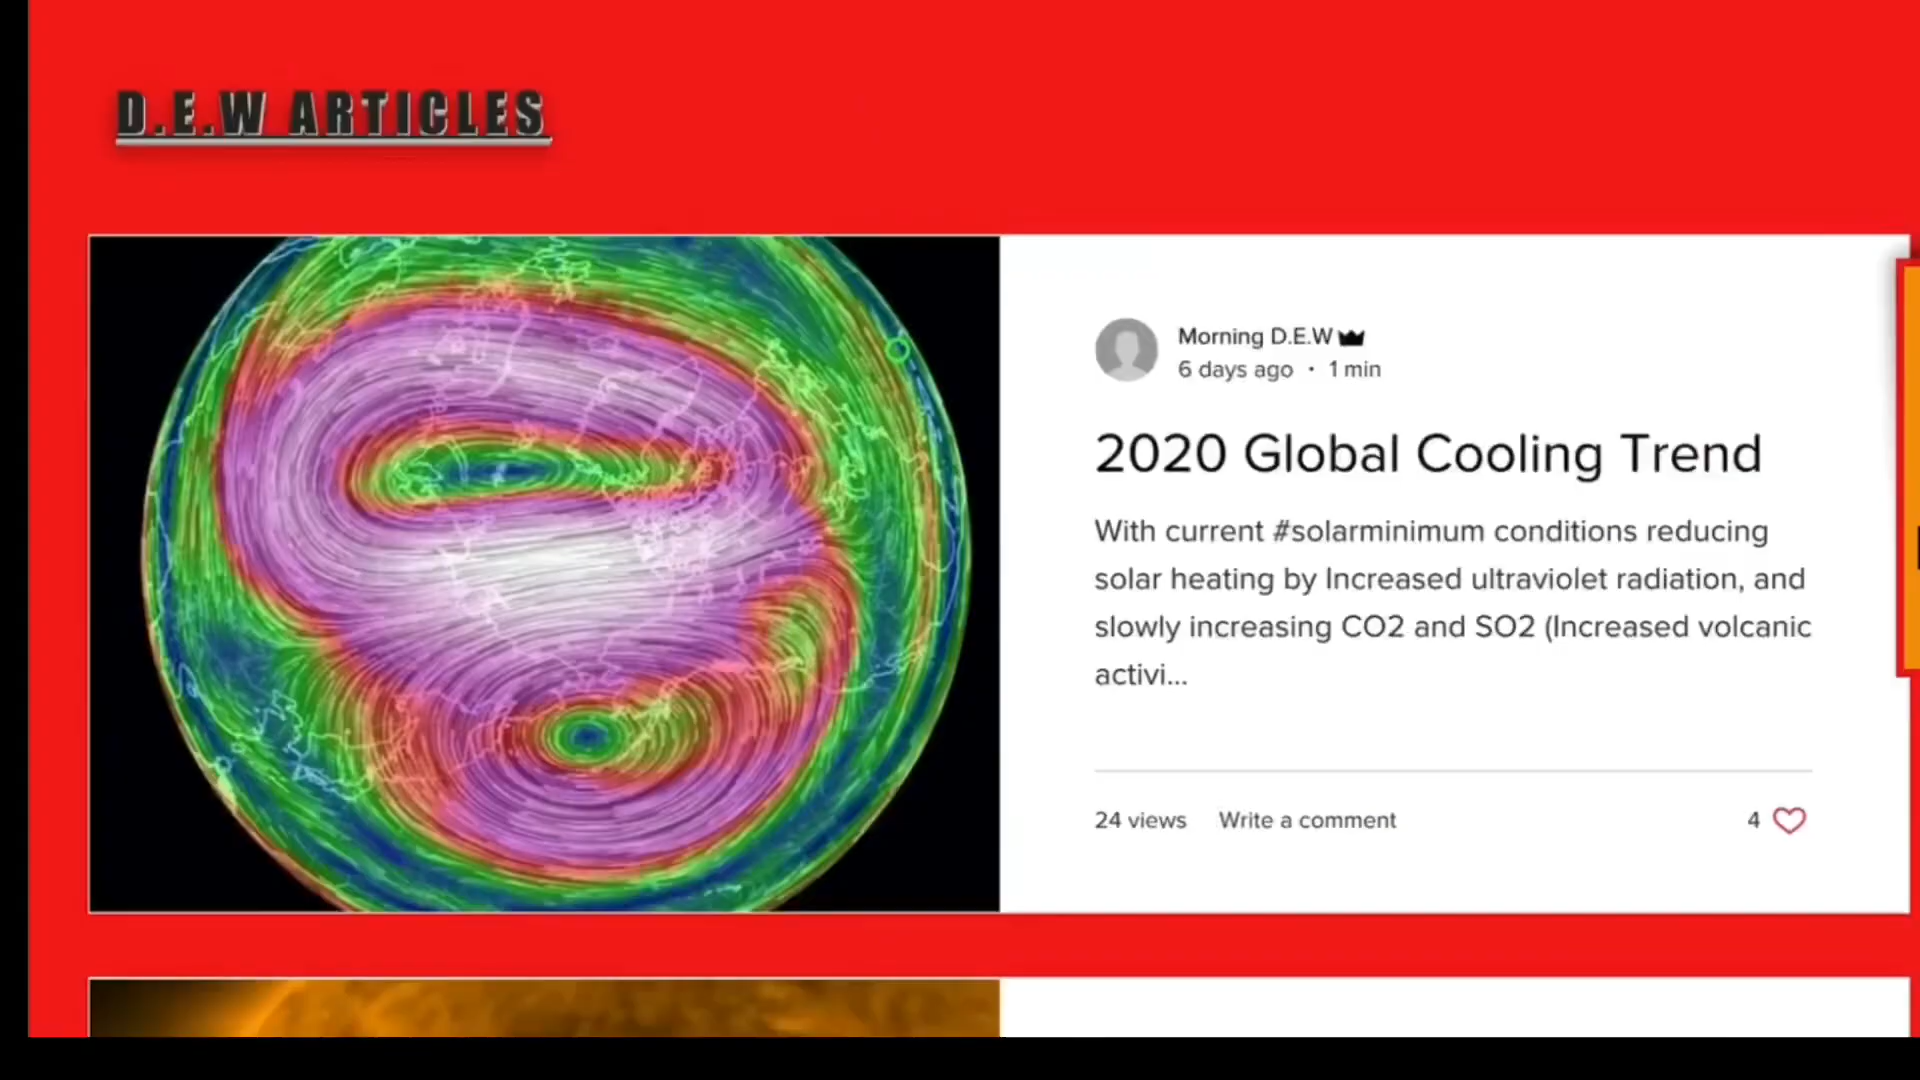 D.E.W ARTICLES
Morning D.E.W
6 days ago · 1 min
2020 Global Cooling Trend
With current #solarminimum conditions reducing
solar heating by Increased ultraviolet radiation, and
slowly increasing CO2 and SO2 (Increased volcanic
activi...
24 views Write a comment 4